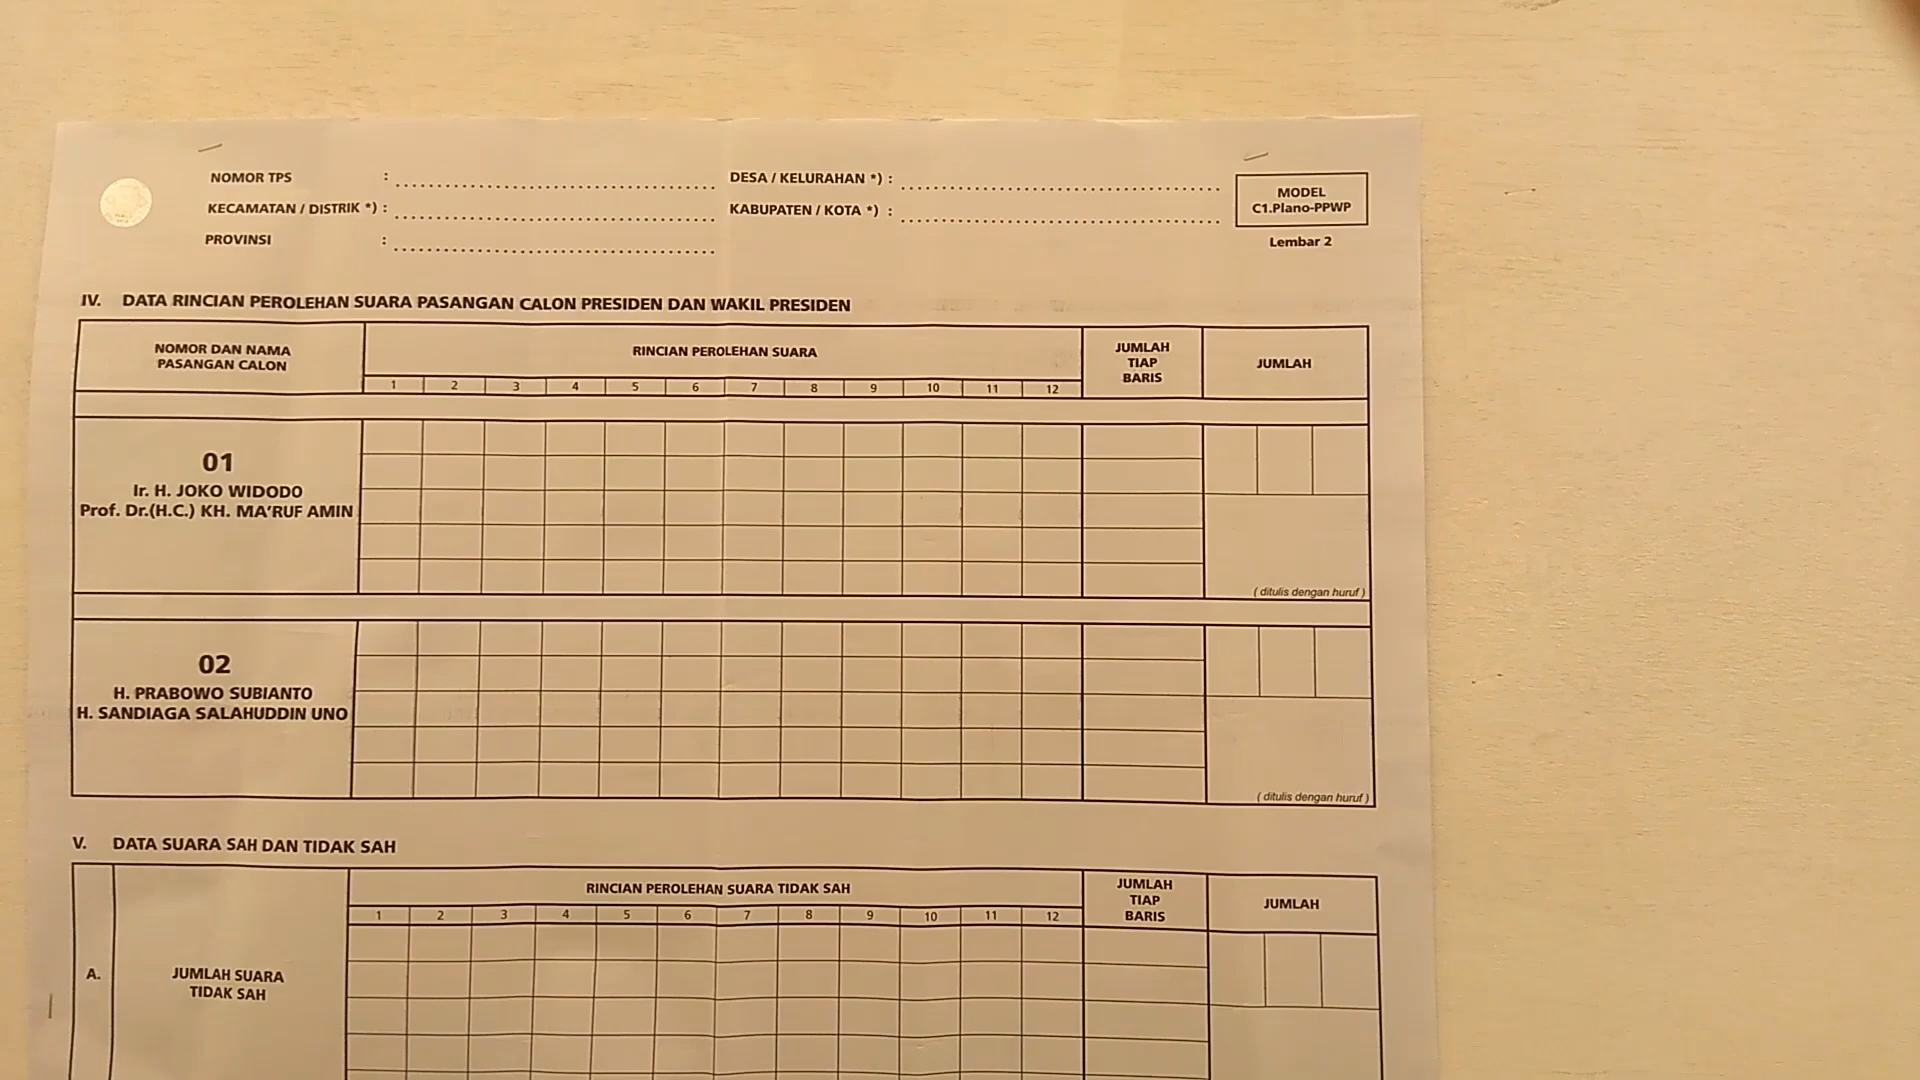 NOMOR TPS :
DESA / KELURAHAN *) :
MODEL
C1.Plano-PPWP
KECAMATAN / DISTRIK *) :
KABUPATEN / KOTA *) :
PROVINSI :
Lembar 2
IV. DATA RINCIAN PEROLEHAN SUARA PASANGAN CALON PRESIDEN DAN WAKIL PRESIDEN
NOMOR DAN NAMA
PASANGAN CALON
RINCIAN PEROLEHAN SUARA
1 2 3 4 5 6 7 8 9 10 11 12
JUMLAH
TIAP
BARIS
JUMLAH
01
Ir. H. JOKO WIDODO
Prof. Dr.(H.C.) KH. MA'RUF AMIN
( ditulis dengan huruf )
02
H. PRABOWO SUBIANTO
H. SANDIAGA SALAHUDDIN UNO
( ditulis dengan huruf )
V. DATA SUARA SAH DAN TIDAK SAH
RINCIAN PEROLEHAN SUARA TIDAK SAH
1 2 3 4 5 6 7 8 9 10 11 12
JUMLAH
TIAP
BARIS
JUMLAH
A.
JUMLAH SUARA
TIDAK SAH